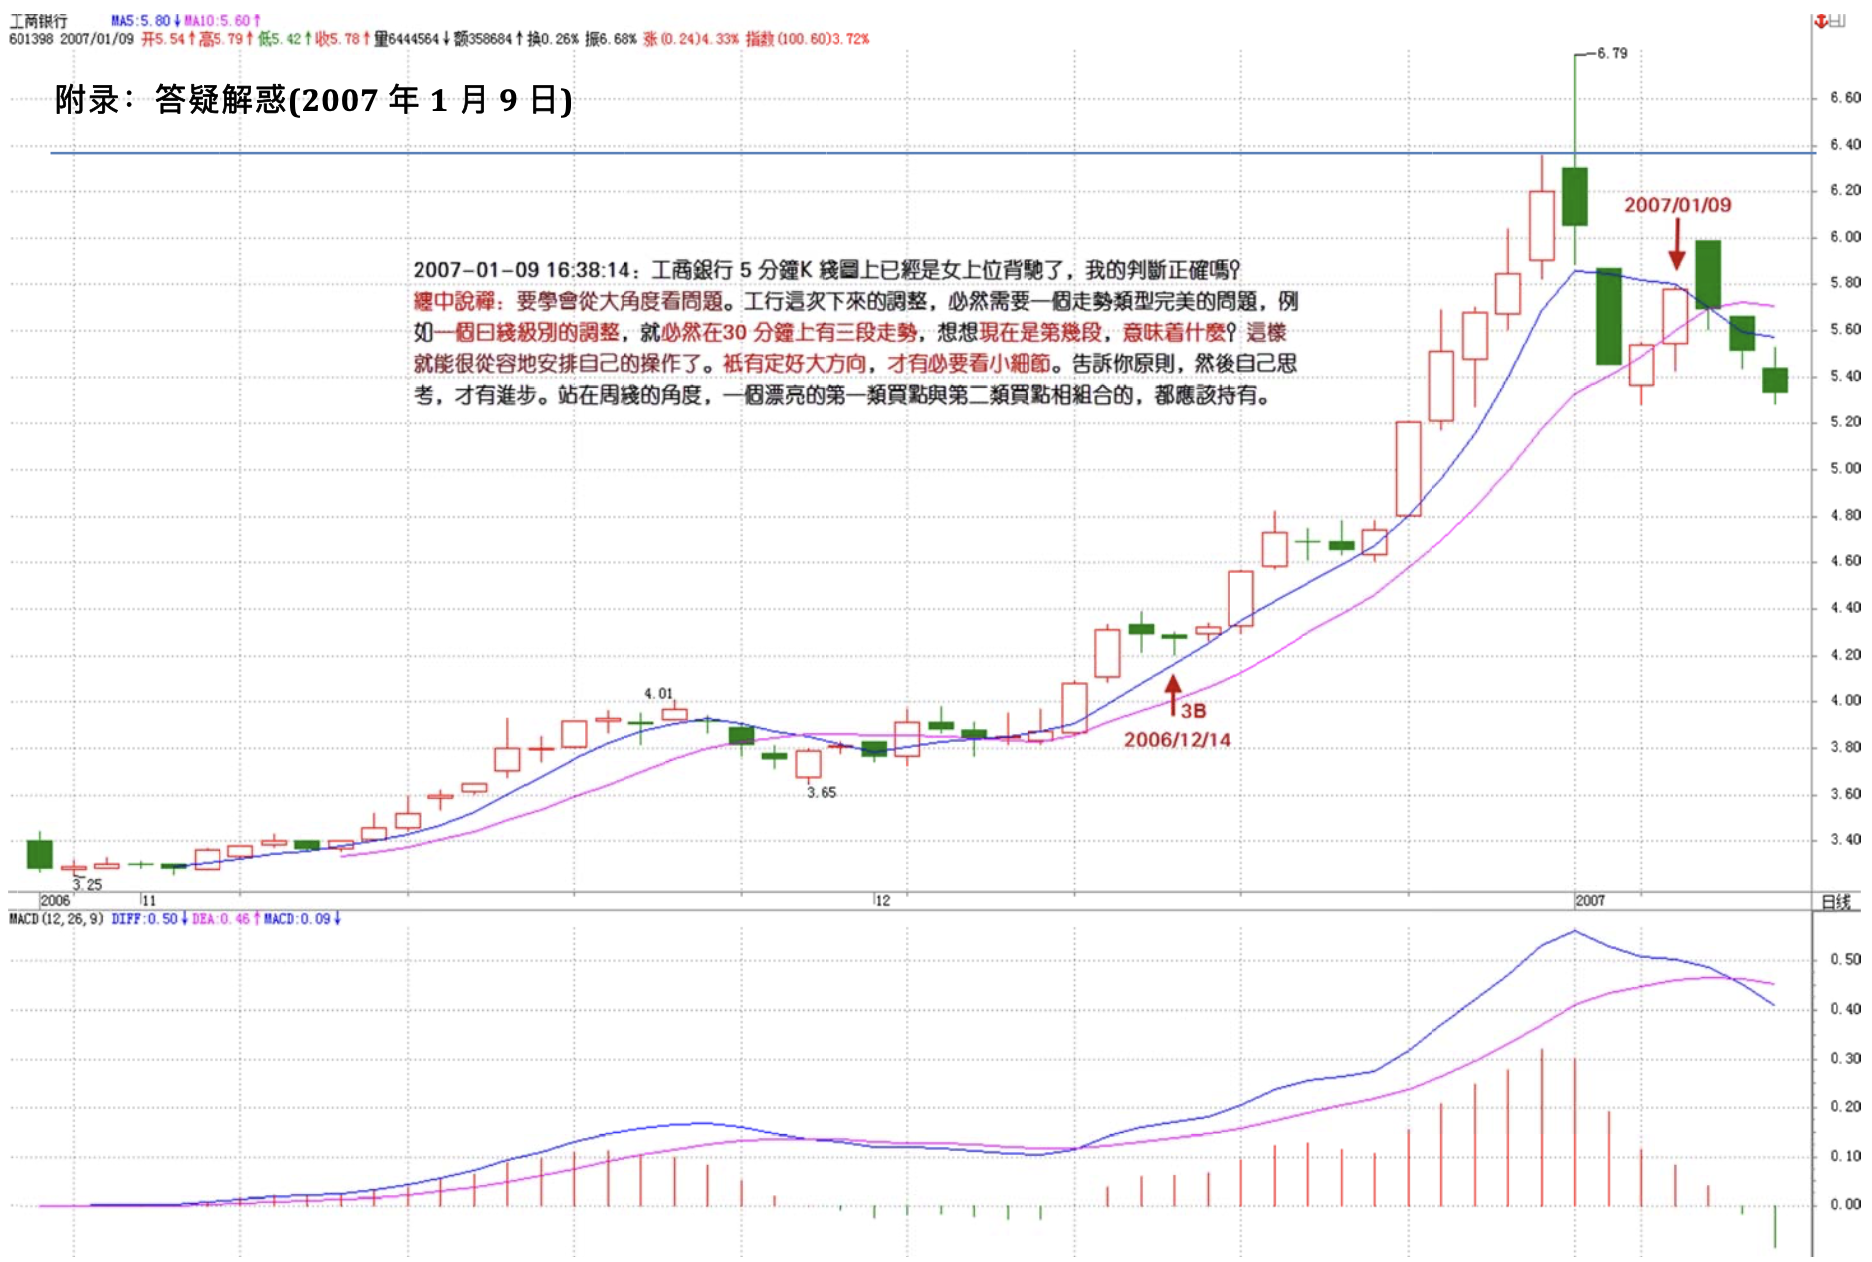 工商银行 MA5:5.80↓MA10:5.60↑
601398 2007/01/09 开5.54↑高5.79↑低5.42↑收5.78↑量6444564↓额358684↑换0.26% 振6.68% 涨(0.24)4.33% 指数(100.60)3.72%
附录：答疑解惑(2007 年 1 月 9 日)
6.79
6.60
6.40
6.20
2007/01/09
6.00
2007-01-09 16:38:14：工商銀行 5 分鐘K 綫圖上已經是女上位背馳了，我的判斷正確嗎？
纏中說禪：要學會從大角度看問題。工行這次下來的調整，必然需要一個走勢類型完美的問題，例
如一個日綫級別的調整，就必然在30 分鐘上有三段走勢，想想現在是第幾段，意味着什麼？這樣
就能很從容地安排自己的操作了。衹有定好大方向，才有必要看小細節。告訴你原則，然後自己思
考，才有進步。站在周綫的角度，一個漂亮的第一類買點與第二類買點相組合的，都應該持有。
5.80
5.60
5.40
5.20
5.00
4.80
4.60
4.40
4.20
4.01
4.00
3B
2006/12/14
3.80
3.65
3.60
3.40
3.25
2006 11 12 2007 日线
MACD(12,26,9) DIFF:0.50↓DEA:0.46↑MACD:0.09↓
0.50
0.40
0.30
0.20
0.10
0.00